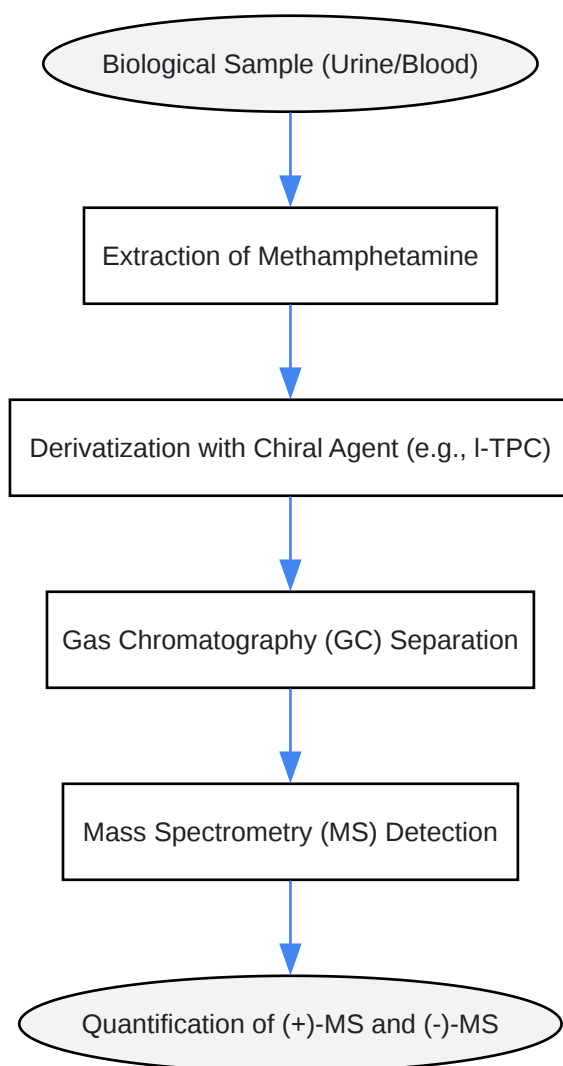 Biological Sample (Urine/Blood)
Extraction of Methamphetamine
Derivatization with Chiral Agent (e.g., l-TPC)
Gas Chromatography (GC) Separation
Mass Spectrometry (MS) Detection
Quantification of (+)-MS and (-)-MS